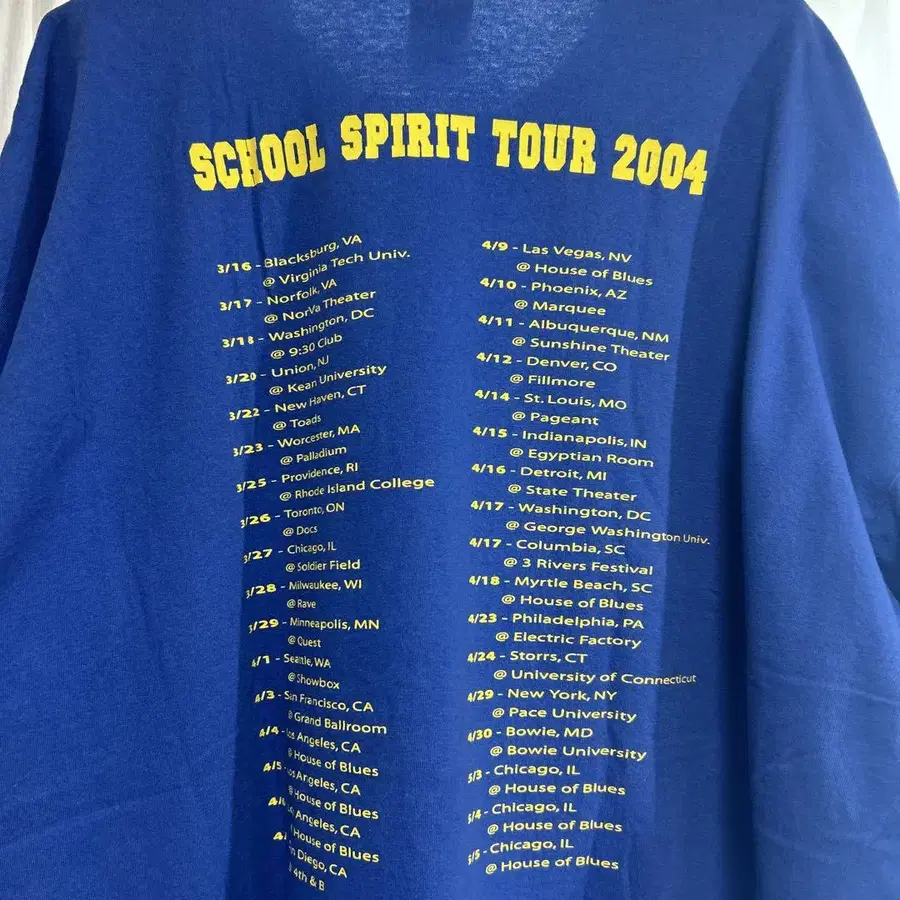 SCHOOL SPIRIT TOUR 2004
3/16 - Blacksburg, VA
@ Virginia Tech Univ.
3/17 - Norfolk, VA
@ NorVa Theater
3/18 - Washington, DC
@ 9:30 Club
3/20 - Union, NJ
@ Kean University
3/22 - New Haven, CT
@ Toads
3/23 - Worcester, MA
@ Palladium
3/25 - Providence, RI
@ Rhode Island College
3/26 - Toronto, ON
@ Docs
3/27 - Chicago, IL
@ Soldier Field
3/28 - Milwaukee, WI
@ Rave
3/29 - Minneapolis, MN
@ Quest
4/1 - Seattle, WA
@ Showbox
4/3 - San Francisco, CA
@ Grand Ballroom
4/4 - Los Angeles, CA
@ House of Blues
4/5 - Los Angeles, CA
@ House of Blues
Angeles, CA
House of Blues
Diego, CA
4th & B
4/9 - Las Vegas, NV
@ House of Blues
4/10 - Phoenix, AZ
@ Marquee
4/11 - Albuquerque, NM
@ Sunshine Theater
4/12 - Denver, CO
@ Fillmore
4/14 - St. Louis, MO
@ Pageant
4/15 - Indianapolis, IN
@ Egyptian Room
4/16 - Detroit, MI
@ State Theater
4/17 - Washington, DC
@ George Washington Univ.
4/17 - Columbia, SC
@ 3 Rivers Festival
4/18 - Myrtle Beach, SC
@ House of Blues
4/23 - Philadelphia, PA
@ Electric Factory
4/24 - Storrs, CT
@ University of Connecticut
4/29 - New York, NY
@ Pace University
4/30 - Bowie, MD
@ Bowie University
5/3 - Chicago, IL
@ House of Blues
5/4 - Chicago, IL
@ House of Blues
5/5 - Chicago, IL
@ House of Blues